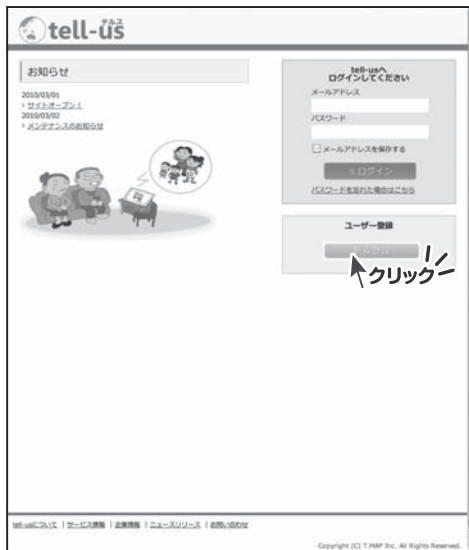 テルアス
tell-us
お知らせ
2010/03/01
サイトオープン!
2010/03/02
メンテナンスのお知らせ
tell-usへ
ログインしてください
メールアドレス
パスワード
メールアドレスを保存する
ログイン
パスワードを忘れた場合はこちら
ユーザー登録
クリック
tell-usについて | サービス概要 | 企業情報 | ニュースリリース | お問い合わせ
Copyright (C) T.MAP Inc. All Rights Reserved.